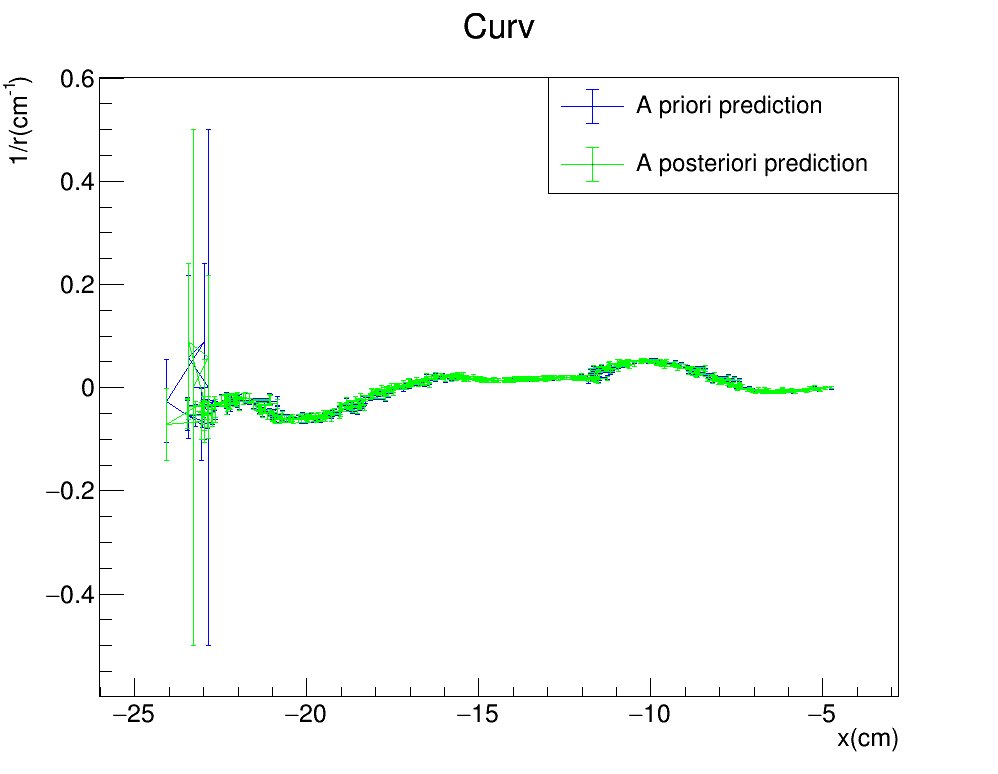 Curv
1/r(cm⁻¹)
A priori prediction
A posteriori prediction
0.6
0.4
0.2
0
−0.2
−0.4
−25 −20 −15 −10 −5
x(cm)